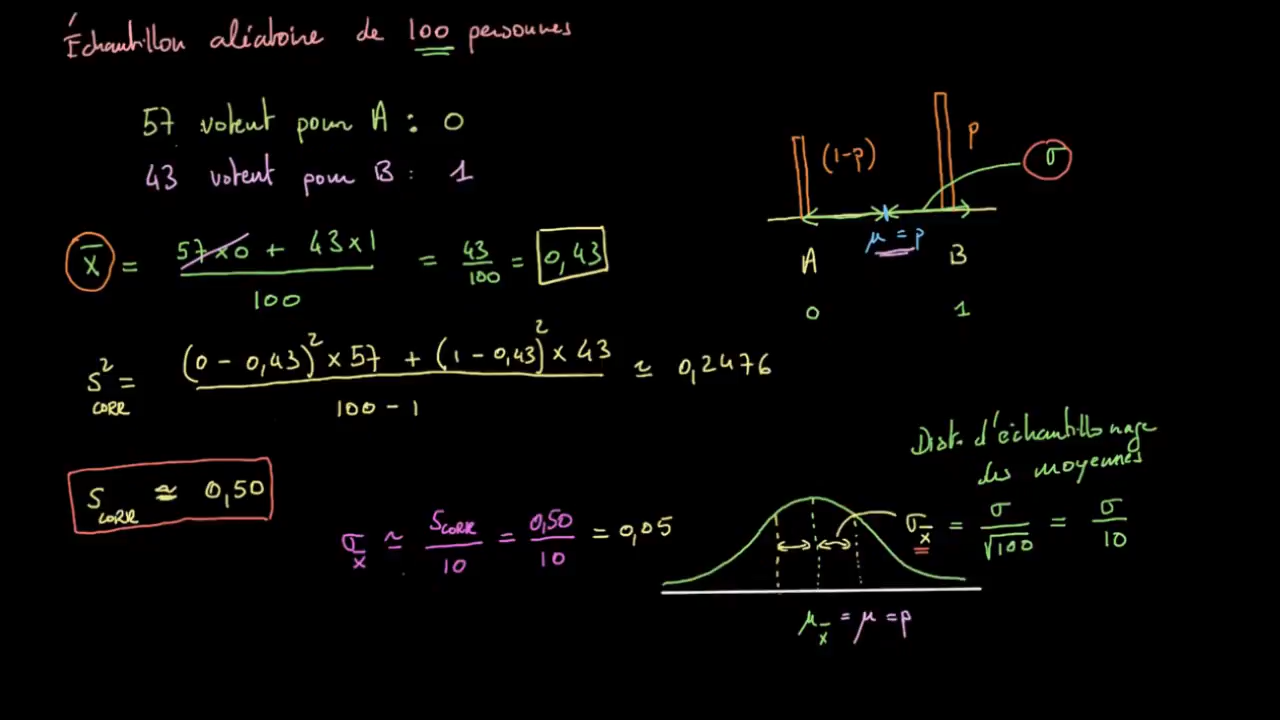 Échantillon aléatoire de 100 personnes
57 votent pour A : 0
43 votent pour B : 1
x̄ = (57×0 + 43×1) / 100 = 43/100 = 0,43
S²CORR = ((0 - 0,43)² × 57 + (1 - 0,43)² × 43) / (100 - 1) ≃ 0,2476
SCORR ≃ 0,50
σx ≃ SCORR/10 = 0,50/10 = 0,05
(1-p)
p
σ
μ = p
A B
0 1
Dist. d'échantillonage
des moyennes
σx̄ = σ/√100 = σ/10
μx̄ = μ = p